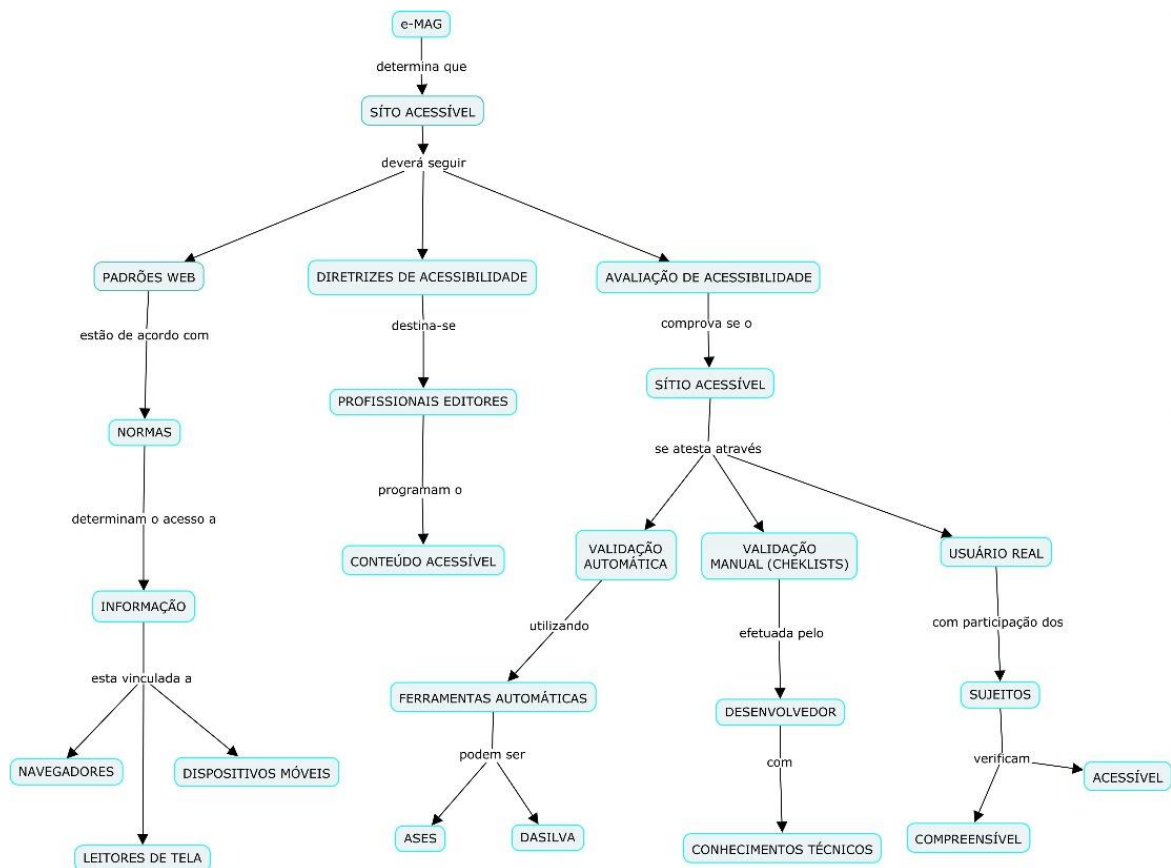 e-MAG
determina que
SÍTO ACESSÍVEL
deverá seguir
PADRÕES WEB
DIRETRIZES DE ACESSIBILIDADE
AVALIAÇÃO DE ACESSIBILIDADE
estão de acordo com
destina-se
comprova se o
SÍTIO ACESSÍVEL
PROFISSIONAIS EDITORES
NORMAS
se atesta através
programam o
determinam o acesso a
CONTEÚDO ACESSÍVEL
VALIDAÇÃO
AUTOMÁTICA
VALIDAÇÃO
MANUAL (CHEKLISTS)
USUÁRIO REAL
INFORMAÇÃO
utilizando
efetuada pelo
com participação dos
esta vinculada a
FERRAMENTAS AUTOMÁTICAS
DESENVOLVEDOR
SUJEITOS
podem ser
com
verificam
NAVEGADORES
DISPOSITIVOS MÓVEIS
ACESSÍVEL
ASES
DASILVA
COMPREENSÍVEL
LEITORES DE TELA
CONHECIMENTOS TÉCNICOS